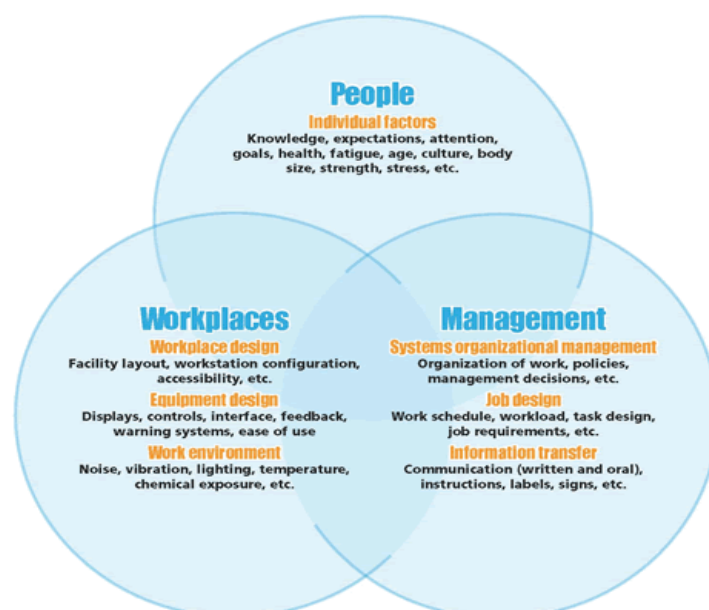 People
Individual factors
Knowledge, expectations, attention,
goals, health, fatigue, age, culture, body
size, strength, stress, etc.
Workplaces
Workplace design
Facility layout, workstation configuration,
accessibility, etc.
Equipment design
Displays, controls, interface, feedback,
warning systems, ease of use
Work environment
Noise, vibration, lighting, temperature,
chemical exposure, etc.
Management
Systems organizational management
Organization of work, policies,
management decisions, etc.
Job design
Work schedule, workload, task design,
job requirements, etc.
Information transfer
Communication (written and oral),
instructions, labels, signs, etc.